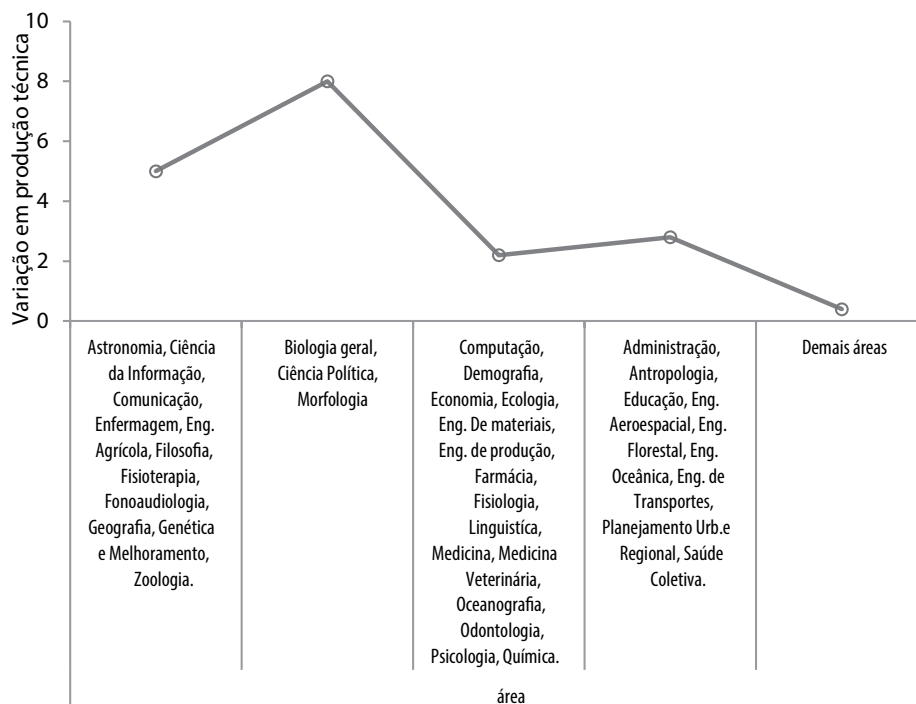 Variação em produção técnica
10
8
6
4
2
0
Astronomia, Ciência
da Informação,
Comunicação,
Enfermagem, Eng.
Agrícola, Filosofia,
Fisioterapia,
Fonoaudiologia,
Geografia, Genética
e Melhoramento,
Zoologia.
Biologia geral,
Ciência Política,
Morfologia
Computação,
Demografia,
Economia, Ecologia,
Eng. De materiais,
Eng. de produção,
Farmácia,
Fisiologia,
Linguistíca,
Medicina, Medicina
Veterinária,
Oceanografia,
Odontologia,
Psicologia, Química.
Administração,
Antropologia,
Educação, Eng.
Aeroespacial, Eng.
Florestal, Eng.
Oceânica, Eng. de
Transportes,
Planejamento Urb.e
Regional, Saúde
Coletiva.
Demais áreas
área